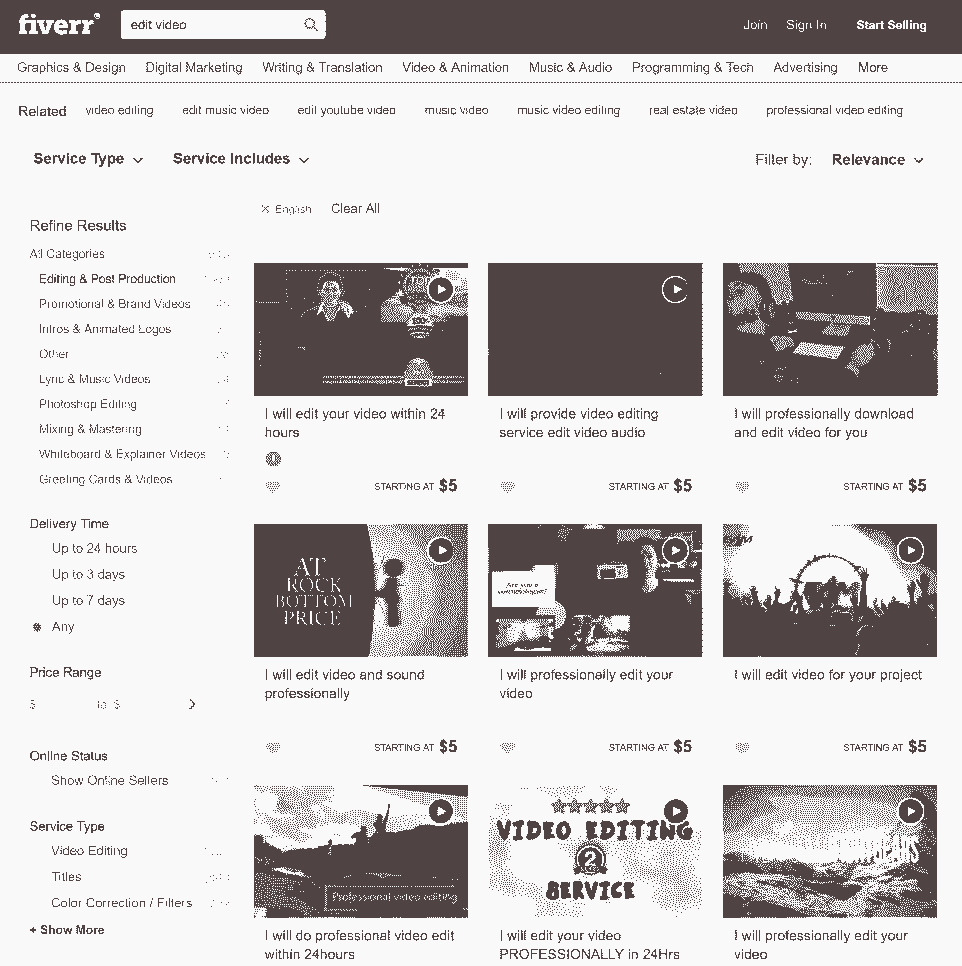 fiverr®
edit video
Join Sign In Start Selling
Graphics & Design Digital Marketing Writing & Translation Video & Animation Music & Audio Programming & Tech Advertising More
Related video editing edit music video edit youtube video music video music video editing real estate video professional video editing
Service Type Service Includes Filter by: Relevance
English Clear All
Refine Results
All Categories
Editing & Post Production
Promotional & Brand Videos
Intros & Animated Logos
Other
Lyric & Music Videos
Photoshop Editing
Mixing & Mastering
Whiteboard & Explainer Videos
Greeting Cards & Videos
Delivery Time
Up to 24 hours
Up to 3 days
Up to 7 days
Any
Price Range
$ to $
Online Status
Show Online Sellers
Service Type
Video Editing
Titles
Color Correction / Filters
+ Show More
I will edit your video within 24
hours
STARTING AT $5
I will provide video editing
service edit video audio
STARTING AT $5
I will professionally download
and edit video for you
STARTING AT $5
AT
ROCK
BOTTOM
PRICE
I will edit video and sound
professionally
STARTING AT $5
I will professionally edit your
video
STARTING AT $5
I will edit video for your project
STARTING AT $5
Professional video editing
I will do professional video edit
within 24hours
VIDEO EDITING
2
SERVICE
I will edit your video
PROFESSIONALLY in 24Hrs
I will professionally edit your
video